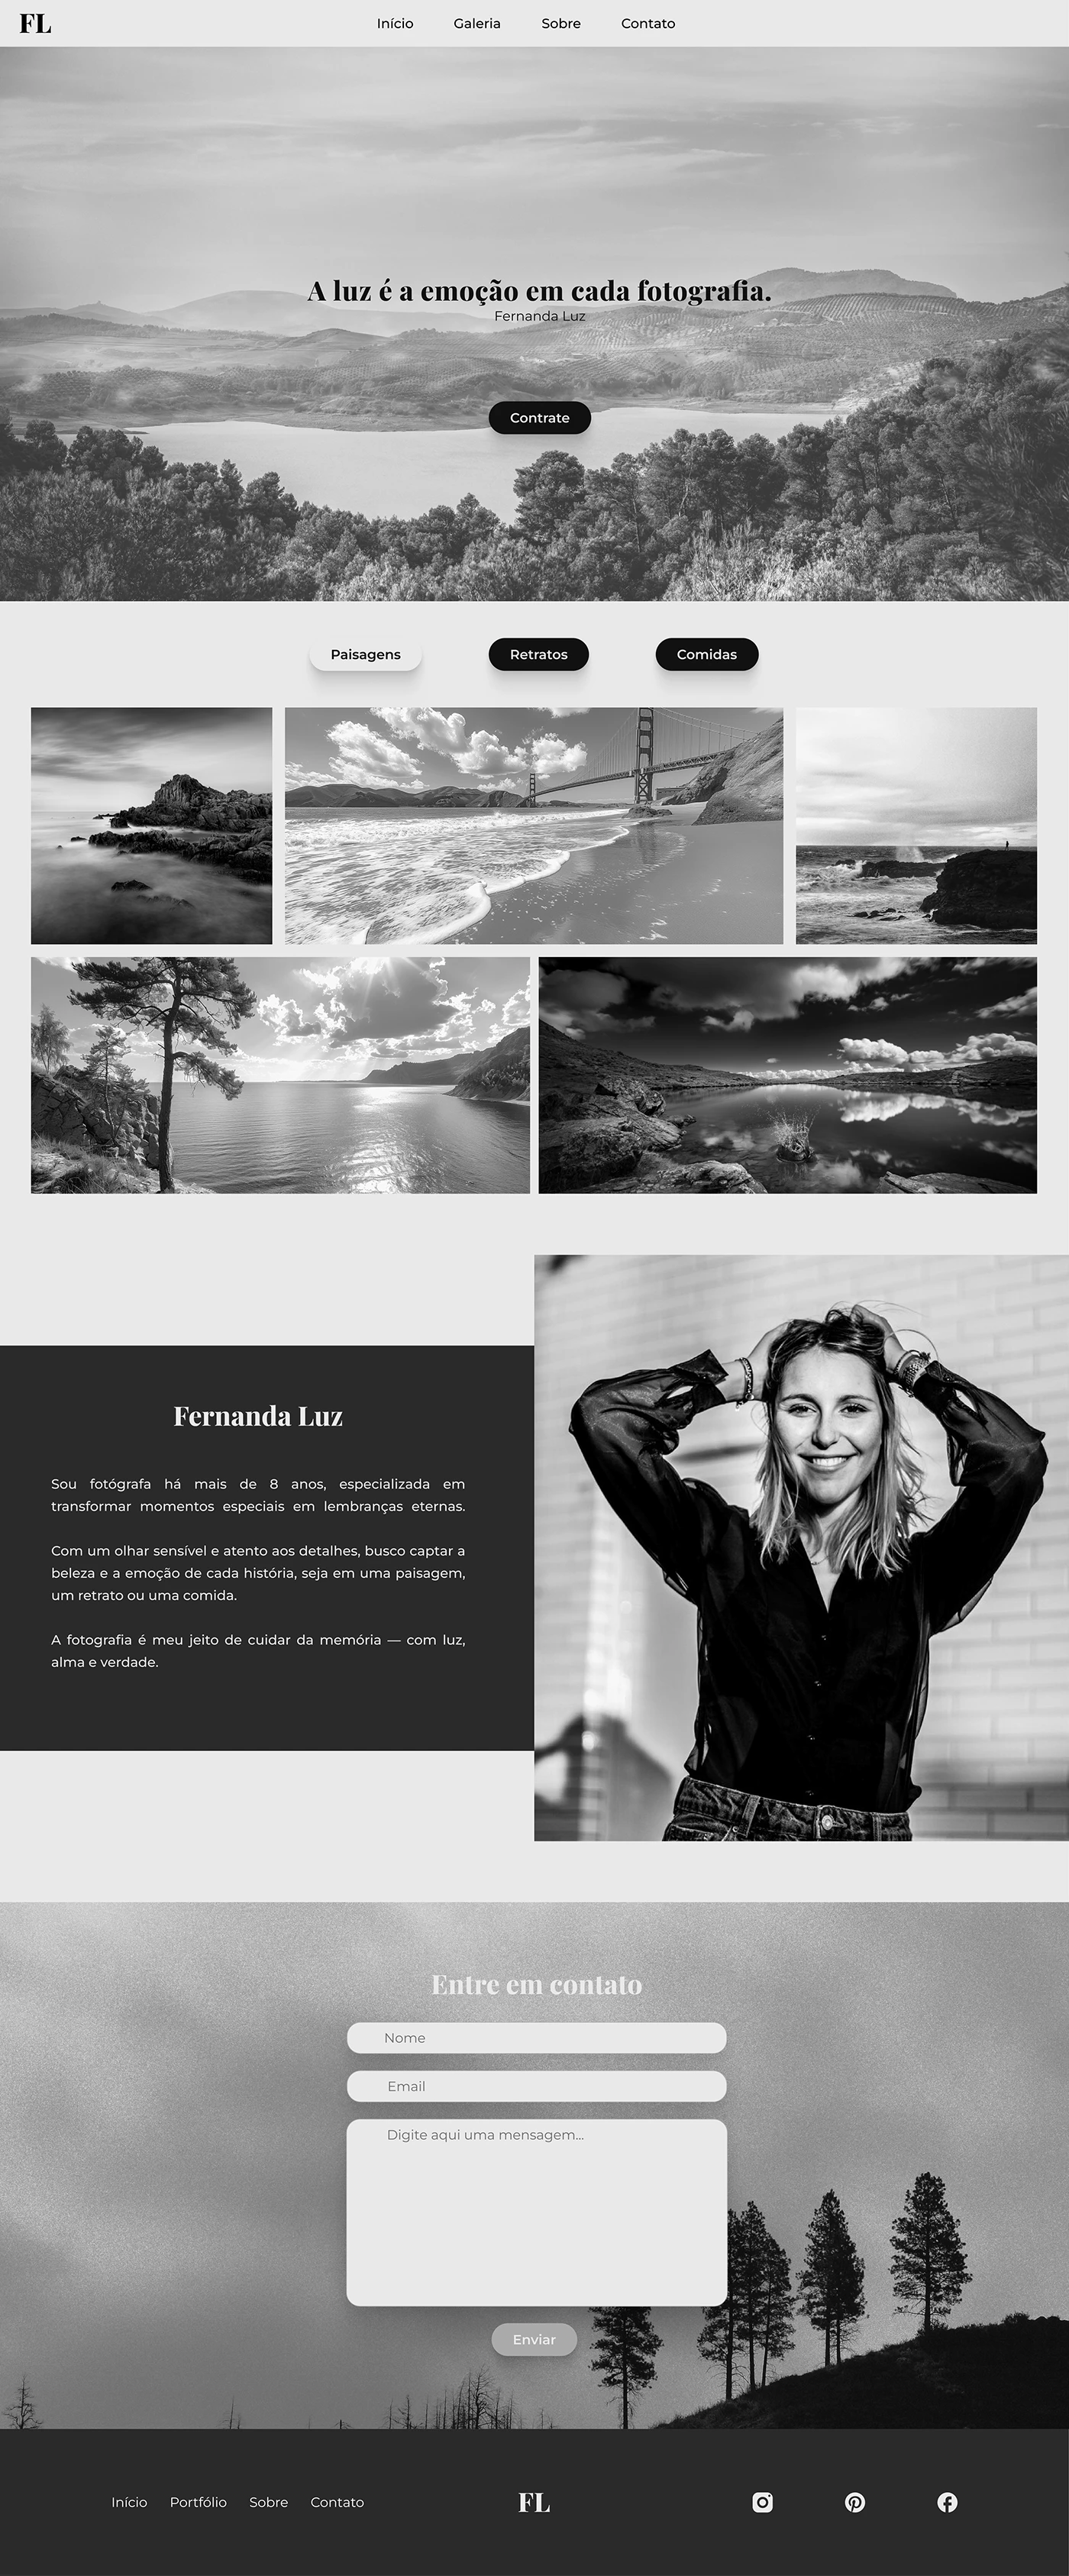 FL
Início Galeria Sobre Contato
A luz é a emoção em cada fotografia.
Fernanda Luz
Contrate
Paisagens Retratos Comidas
Fernanda Luz
Sou fotógrafa há mais de 8 anos, especializada em
transformar momentos especiais em lembranças eternas.
Com um olhar sensível e atento aos detalhes, busco captar a
beleza e a emoção de cada história, seja em uma paisagem,
um retrato ou uma comida.
A fotografia é meu jeito de cuidar da memória — com luz,
alma e verdade.
Entre em contato
Nome
Email
Digite aqui uma mensagem...
Enviar
Início Portfólio Sobre Contato
FL